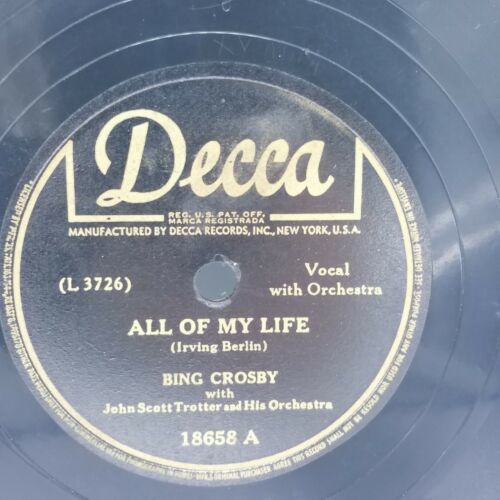 Decca
REG. U.S. PAT. OFF.
MARCA REGISTRADA
MANUFACTURED BY DECCA RECORDS, INC., NEW YORK, U.S.A.
(L 3726)
Vocal
with Orchestra
ALL OF MY LIFE
(Irving Berlin)
BING CROSBY
with
John Scott Trotter and His Orchestra
18658 A